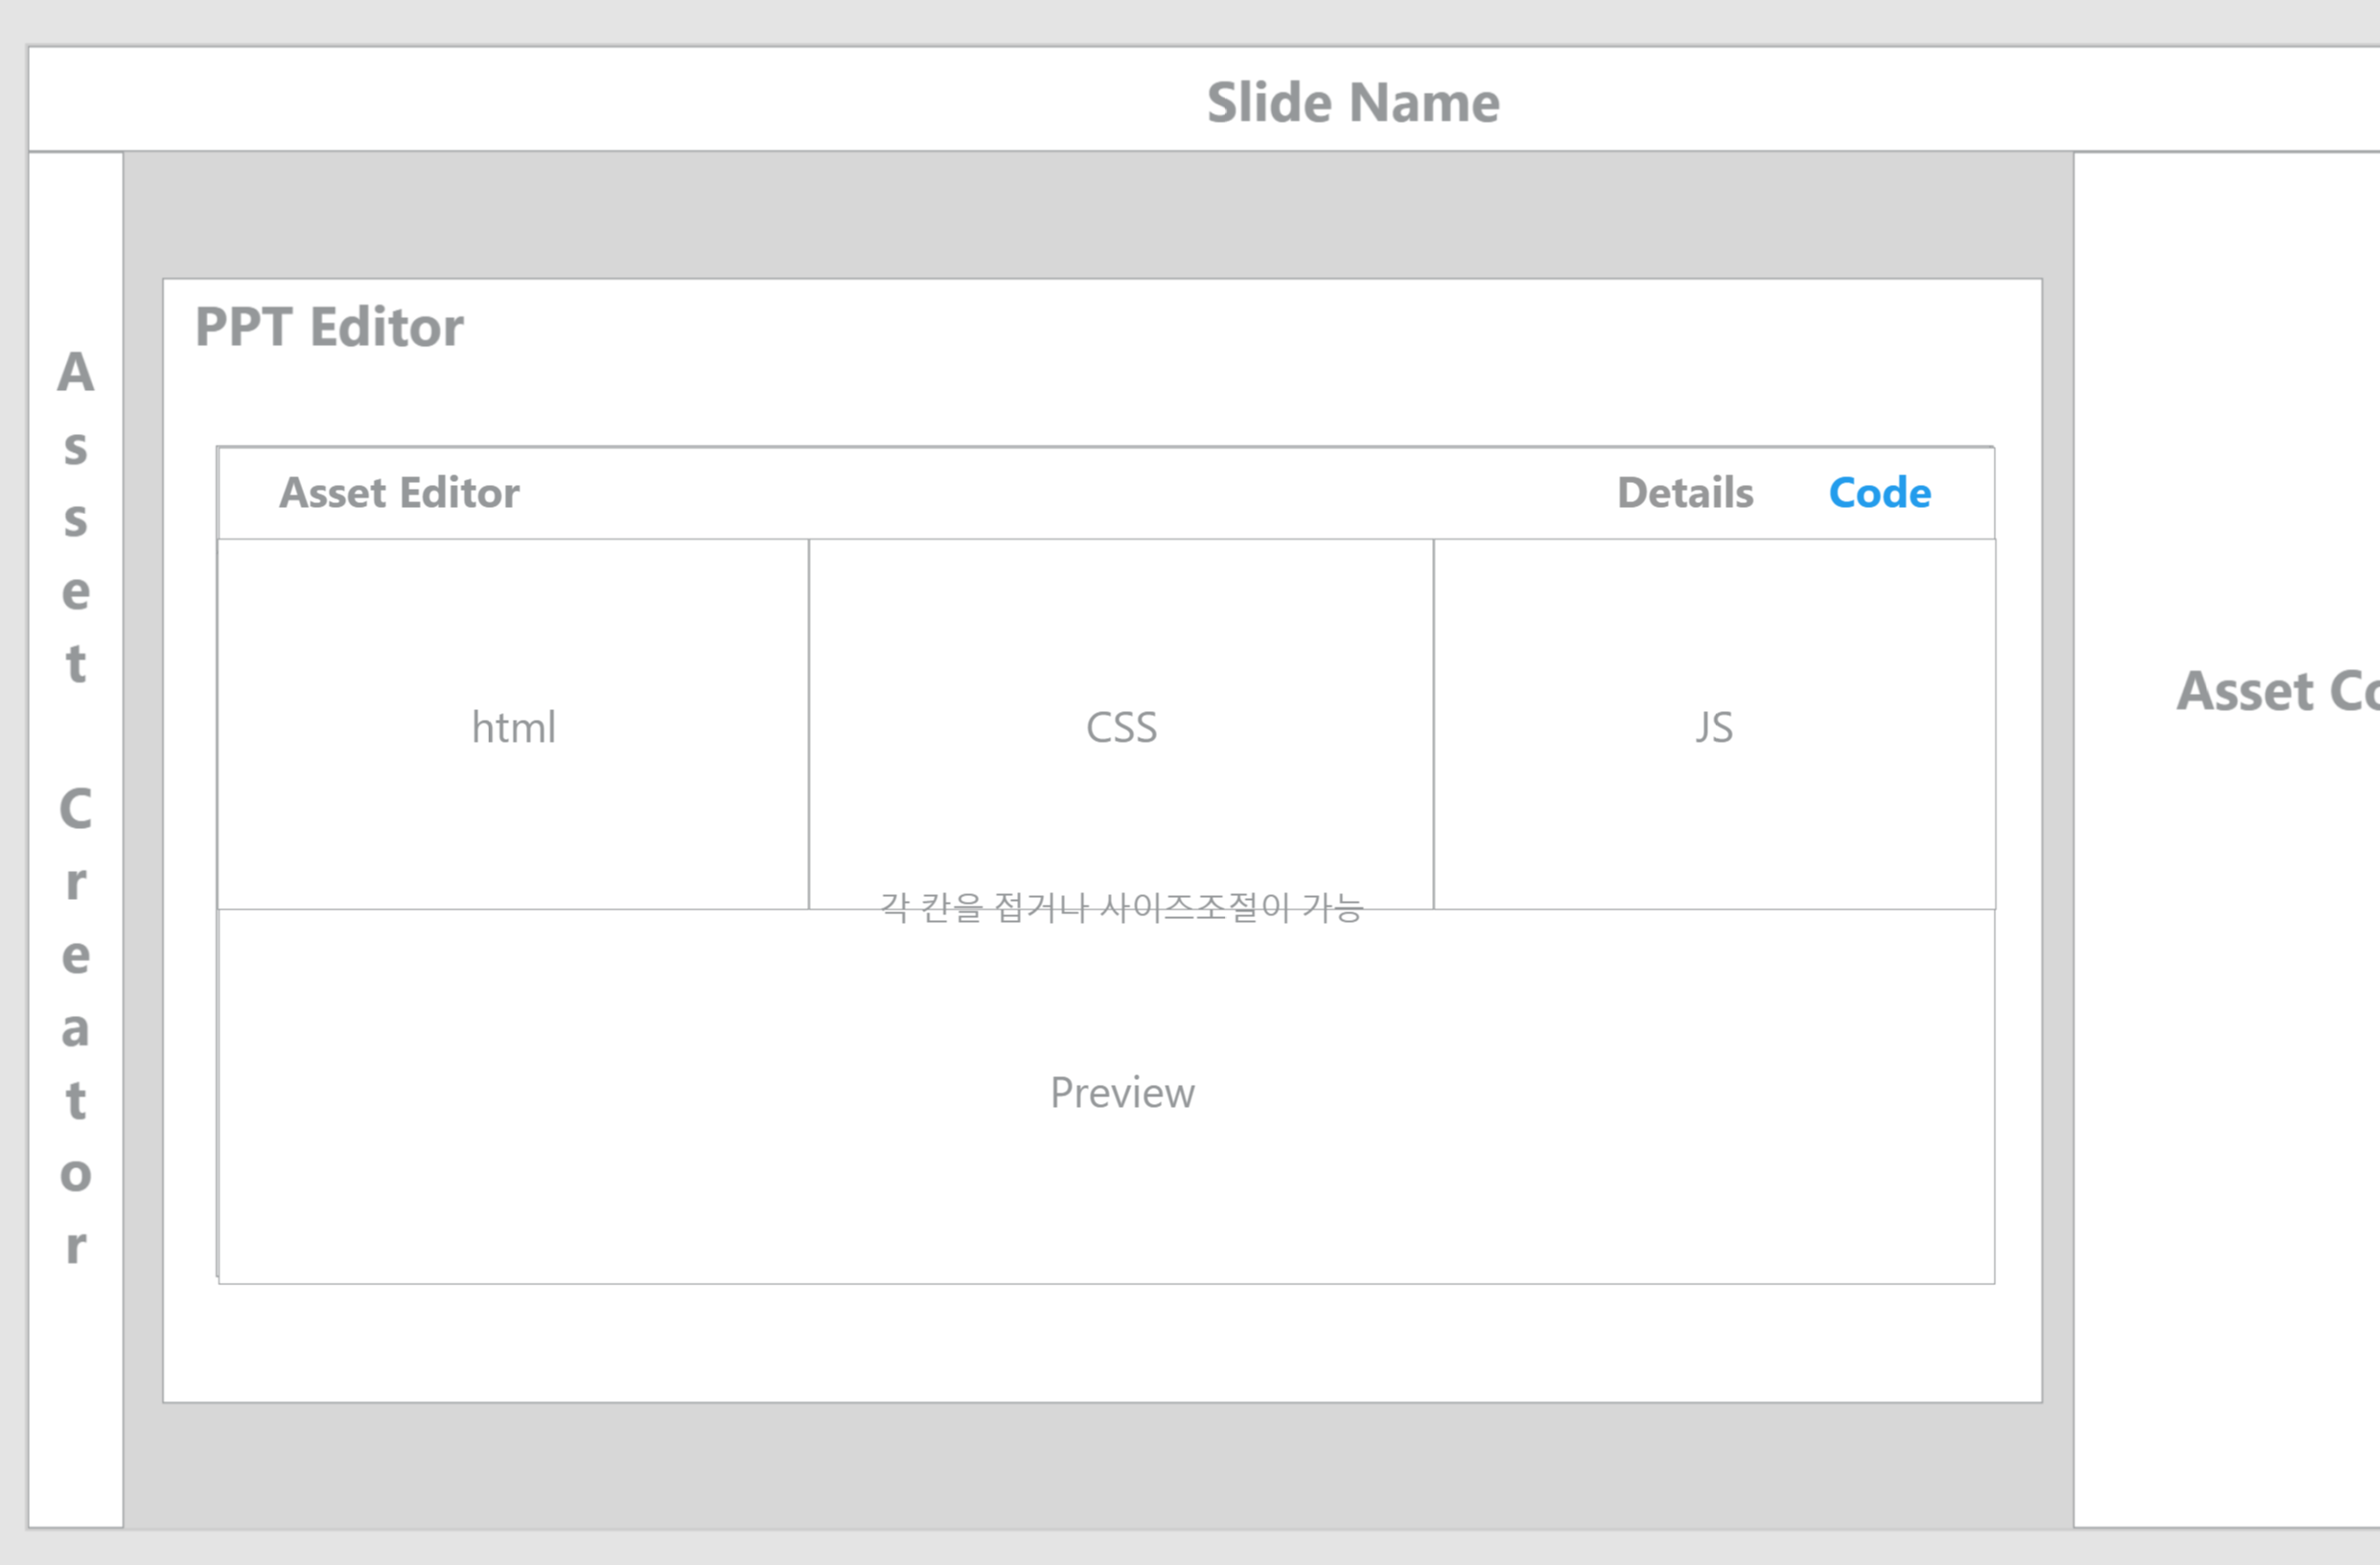 Slide Name
Asset Creator
PPT Editor
Asset Editor
Details
Code
html
CSS
JS
각 칸을 접거나 사이즈조절이 가능
Preview
Asset Co